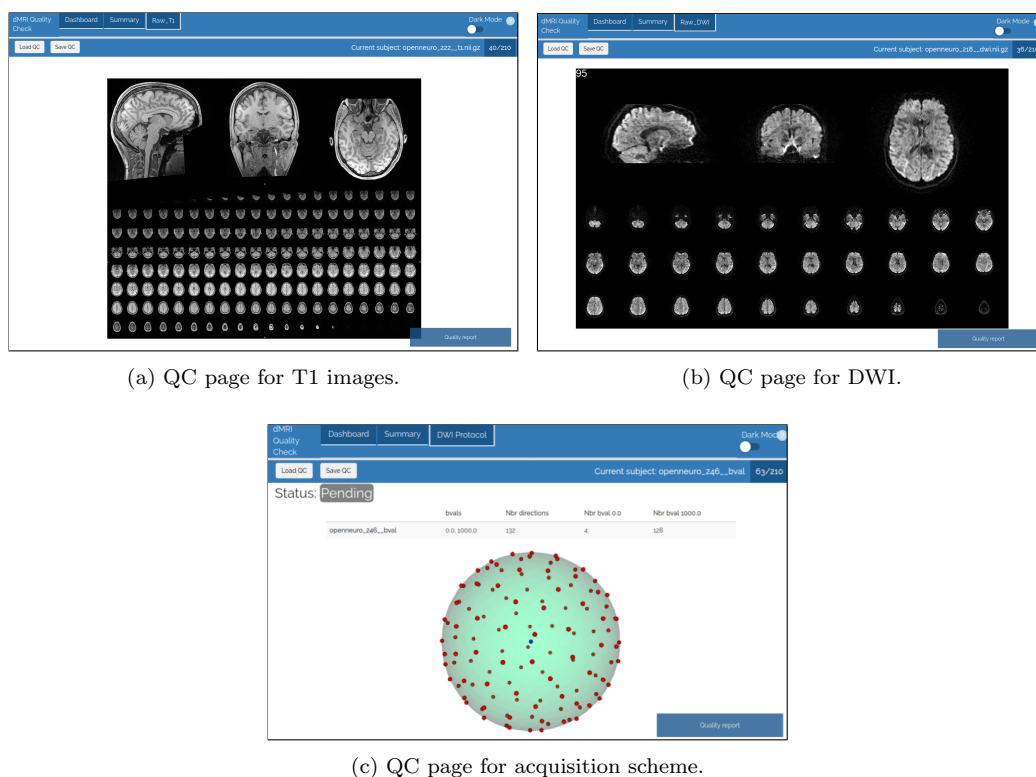 dMRI Quality Check Dashboard Summary Raw_T1 Dark Mode ?
Load QC Save QC Current subject: openneuro_222__t1.nii.gz 40/210
Quality report
(a) QC page for T1 images.
dMRI Quality Check Dashboard Summary Raw_DWI Dark Mode
Load QC Save QC Current subject: openneuro_218__dwi.nii.gz 36/210
95
Quality report
(b) QC page for DWI.
dMRI Quality Check Dashboard Summary DWI Protocol Dark Mode
Load QC Save QC Current subject: openneuro_246__bval 63/210
Status: Pending
bvals Nbr directions Nbr bval 0.0 Nbr bval 1000.0
openneuro_246__bval 0.0, 1000.0 132 4 128
Quality report
(c) QC page for acquisition scheme.